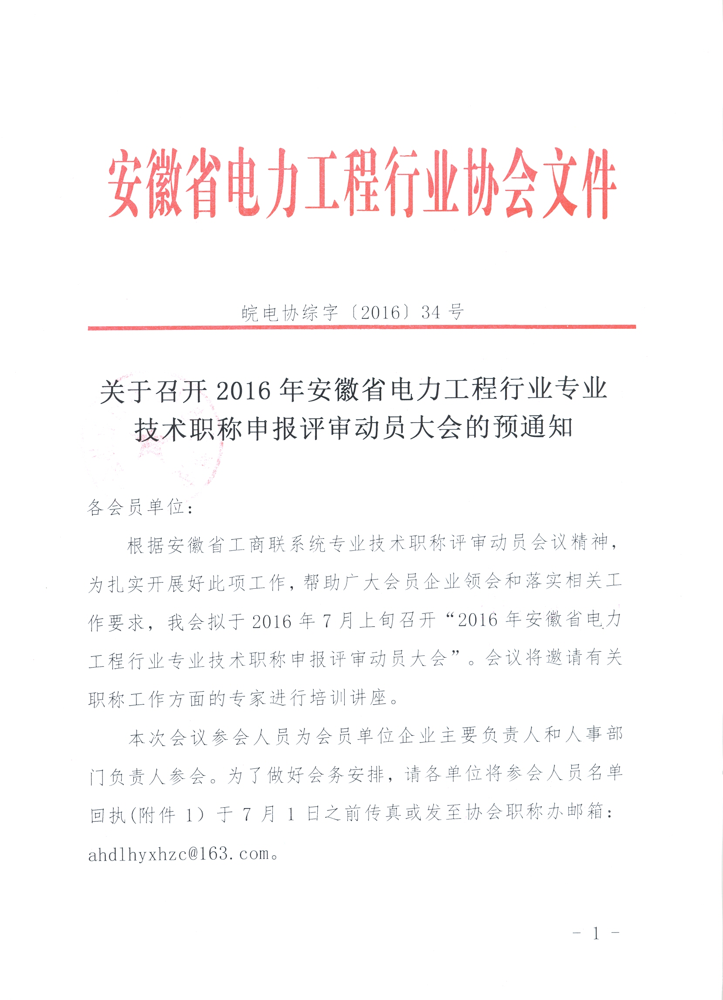 安徽省电力工程行业协会文件
皖电协综字〔2016〕34 号
关于召开 2016 年安徽省电力工程行业专业
技术职称申报评审动员大会的预通知
各会员单位：
根据安徽省工商联系统专业技术职称评审动员会议精神，
为扎实开展好此项工作，帮助广大会员企业领会和落实相关工
作要求，我会拟于 2016 年 7 月上旬召开“2016 年安徽省电力
工程行业专业技术职称申报评审动员大会”。会议将邀请有关
职称工作方面的专家进行培训讲座。
本次会议参会人员为会员单位企业主要负责人和人事部
门负责人参会。为了做好会务安排，请各单位将参会人员名单
回执(附件 1）于 7 月 1 日之前传真或发至协会职称办邮箱：
ahdlhyxhzc@163.com。
- 1 -